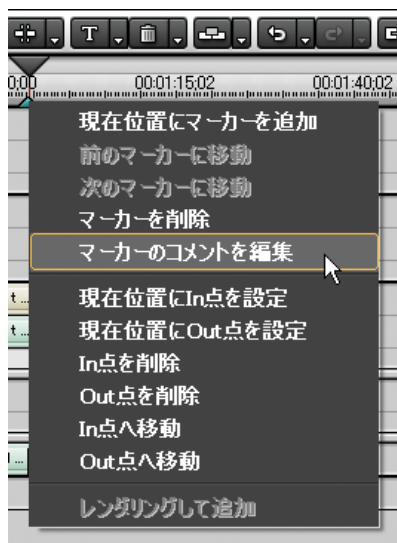 T
0;00 00:01:15;02 00:01:40;02
現在位置にマーカーを追加
前のマーカーに移動
次のマーカーに移動
マーカーを削除
マーカーのコメントを編集
現在位置にIn点を設定
t ...
現在位置にOut点を設定
t ...
In点を削除
Out点を削除
In点へ移動
Out点へ移動
レンダリングして追加